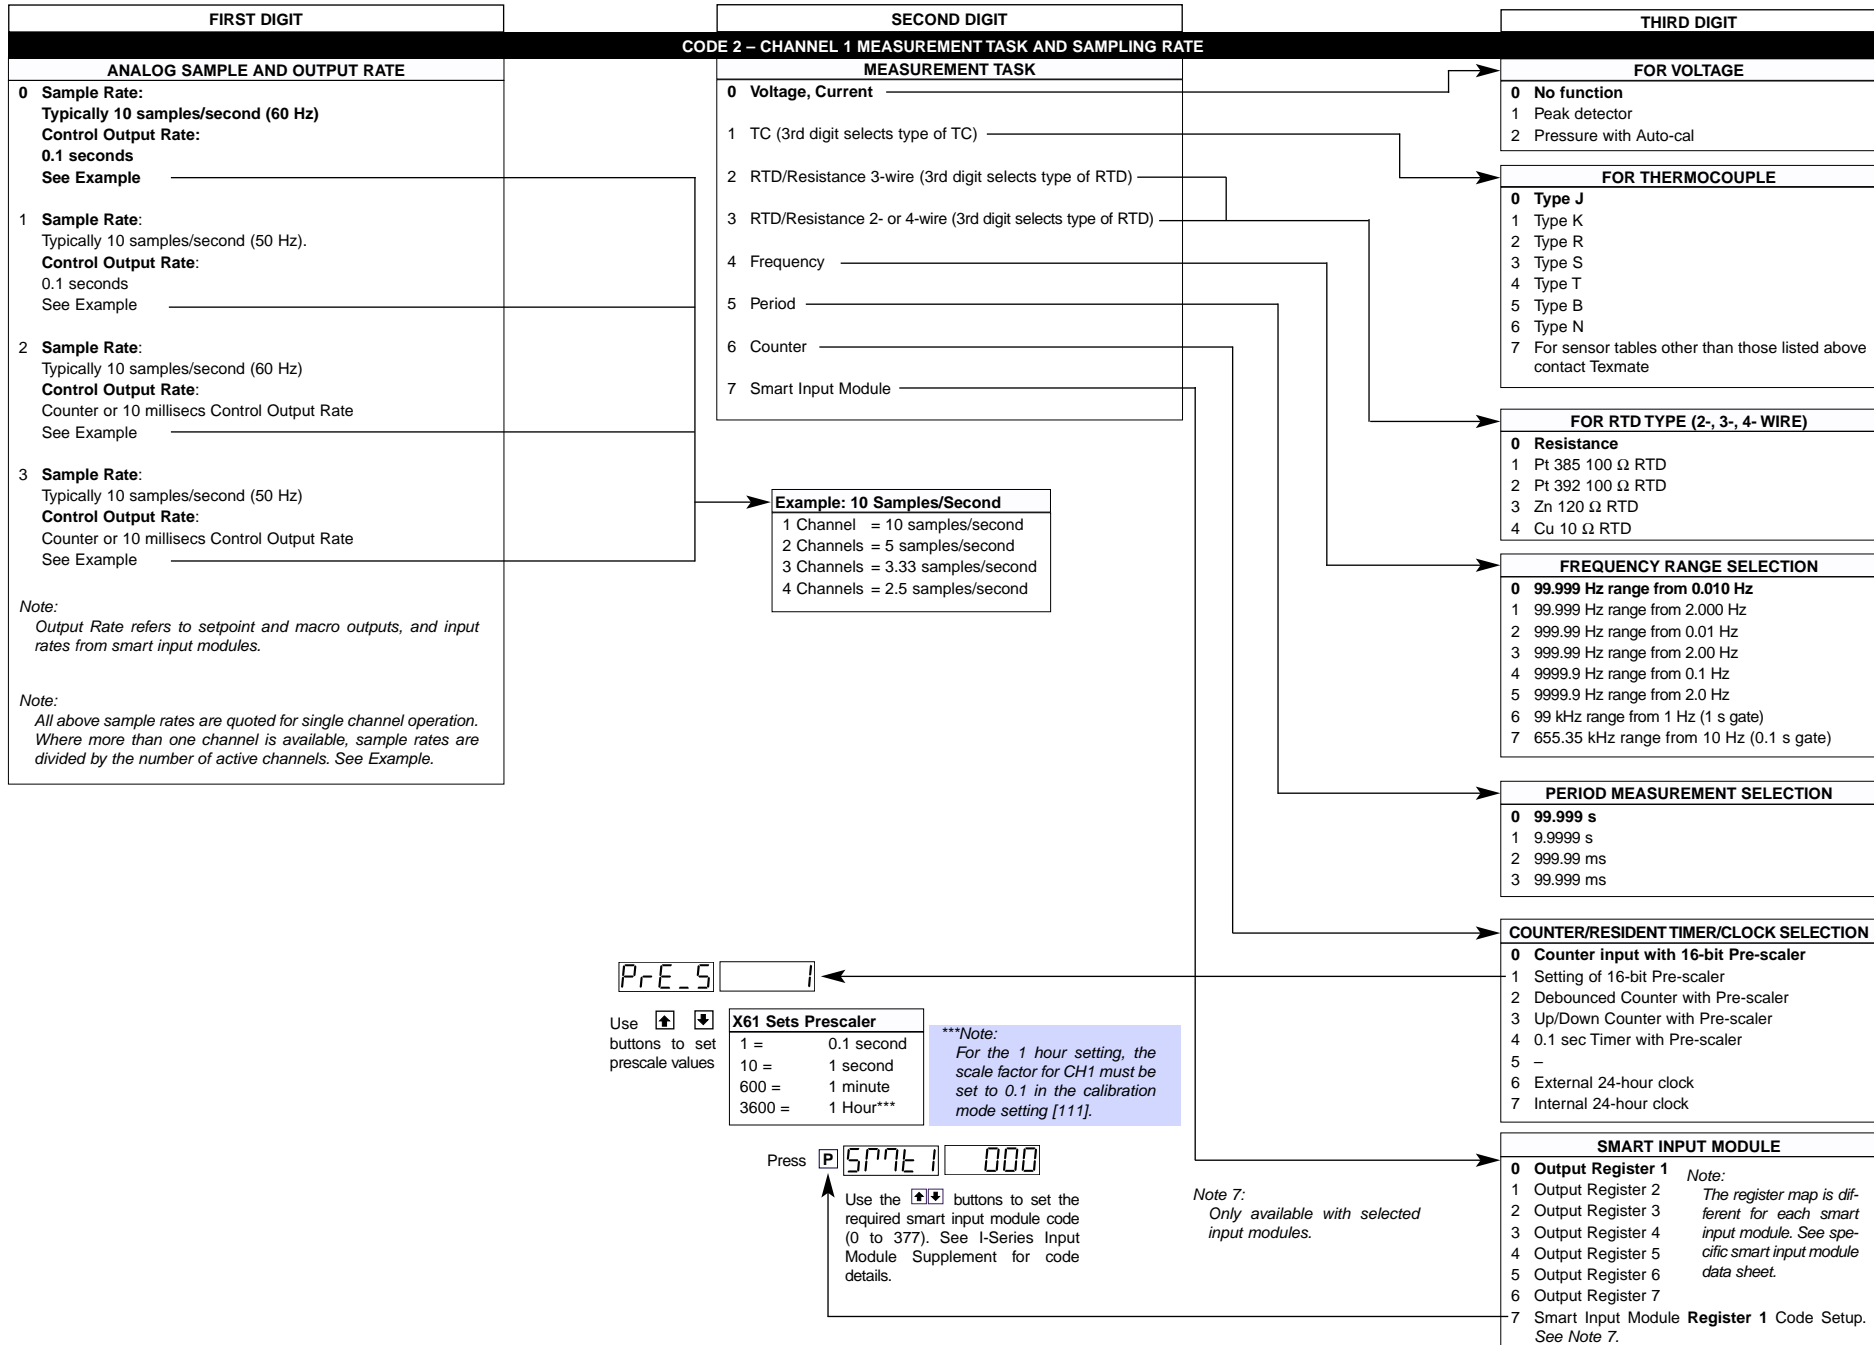 FIRST DIGIT
SECOND DIGIT
THIRD DIGIT
CODE 2 – CHANNEL 1 MEASUREMENT TASK AND SAMPLING RATE
ANALOG SAMPLE AND OUTPUT RATE
0 Sample Rate:
Typically 10 samples/second (60 Hz)
Control Output Rate:
0.1 seconds
See Example
1 Sample Rate:
Typically 10 samples/second (50 Hz).
Control Output Rate:
0.1 seconds
See Example
2 Sample Rate:
Typically 10 samples/second (60 Hz)
Control Output Rate:
Counter or 10 millisecs Control Output Rate
See Example
3 Sample Rate:
Typically 10 samples/second (50 Hz)
Control Output Rate:
Counter or 10 millisecs Control Output Rate
See Example
Note:
Output Rate refers to setpoint and macro outputs, and input
rates from smart input modules.
Note:
All above sample rates are quoted for single channel operation.
Where more than one channel is available, sample rates are
divided by the number of active channels. See Example.
MEASUREMENT TASK
0 Voltage, Current
1 TC (3rd digit selects type of TC)
2 RTD/Resistance 3-wire (3rd digit selects type of RTD)
3 RTD/Resistance 2- or 4-wire (3rd digit selects type of RTD)
4 Frequency
5 Period
6 Counter
7 Smart Input Module
Example: 10 Samples/Second
1 Channel = 10 samples/second
2 Channels = 5 samples/second
3 Channels = 3.33 samples/second
4 Channels = 2.5 samples/second
PrE_S 1
Use
buttons to set
prescale values
X61 Sets Prescaler
1 = 0.1 second
10 = 1 second
600 = 1 minute
3600 = 1 Hour***
***Note:
For the 1 hour setting, the
scale factor for CH1 must be
set to 0.1 in the calibration
mode setting [111].
Press P SMt 1 000
Use the buttons to set the
required smart input module code
(0 to 377). See I-Series Input
Module Supplement for code
details.
Note 7:
Only available with selected
input modules.
FOR VOLTAGE
0 No function
1 Peak detector
2 Pressure with Auto-cal
FOR THERMOCOUPLE
0 Type J
1 Type K
2 Type R
3 Type S
4 Type T
5 Type B
6 Type N
7 For sensor tables other than those listed above
contact Texmate
FOR RTD TYPE (2-, 3-, 4- WIRE)
0 Resistance
1 Pt 385 100 Ω RTD
2 Pt 392 100 Ω RTD
3 Zn 120 Ω RTD
4 Cu 10 Ω RTD
FREQUENCY RANGE SELECTION
0 99.999 Hz range from 0.010 Hz
1 99.999 Hz range from 2.000 Hz
2 999.99 Hz range from 0.01 Hz
3 999.99 Hz range from 2.00 Hz
4 9999.9 Hz range from 0.1 Hz
5 9999.9 Hz range from 2.0 Hz
6 99 kHz range from 1 Hz (1 s gate)
7 655.35 kHz range from 10 Hz (0.1 s gate)
PERIOD MEASUREMENT SELECTION
0 99.999 s
1 9.9999 s
2 999.99 ms
3 99.999 ms
COUNTER/RESIDENT TIMER/CLOCK SELECTION
0 Counter input with 16-bit Pre-scaler
1 Setting of 16-bit Pre-scaler
2 Debounced Counter with Pre-scaler
3 Up/Down Counter with Pre-scaler
4 0.1 sec Timer with Pre-scaler
5 –
6 External 24-hour clock
7 Internal 24-hour clock
SMART INPUT MODULE
0 Output Register 1
1 Output Register 2
2 Output Register 3
3 Output Register 4
4 Output Register 5
5 Output Register 6
6 Output Register 7
7 Smart Input Module Register 1 Code Setup.
See Note 7.
Note:
The register map is dif-
ferent for each smart
input module. See spe-
cific smart input module
data sheet.